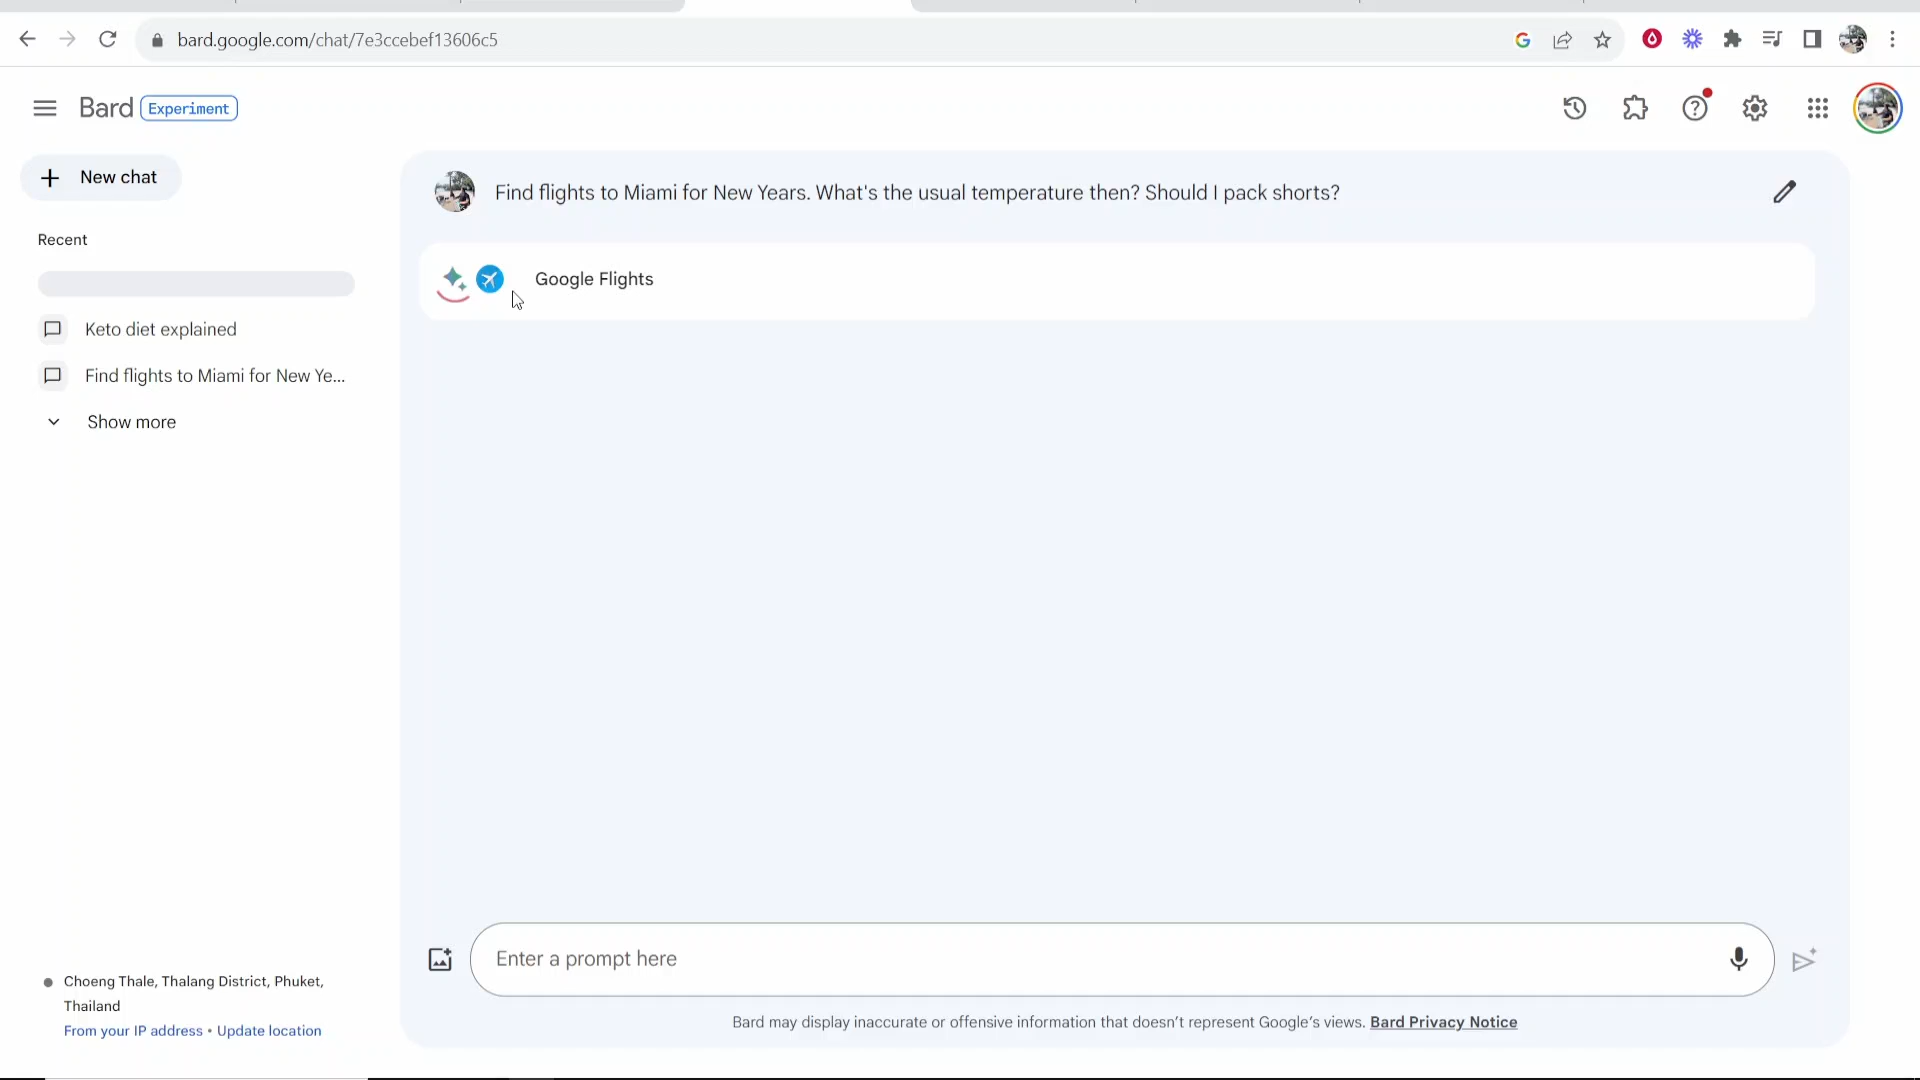 bard.google.com/chat/7e3ccebef13606c5
Bard Experiment
New chat
Find flights to Miami for New Years. What's the usual temperature then? Should I pack shorts?
Recent
Google Flights
Keto diet explained
Find flights to Miami for New Ye...
Show more
Enter a prompt here
Choeng Thale, Thalang District, Phuket,
Thailand
From your IP address • Update location
Bard may display inaccurate or offensive information that doesn't represent Google's views. Bard Privacy Notice